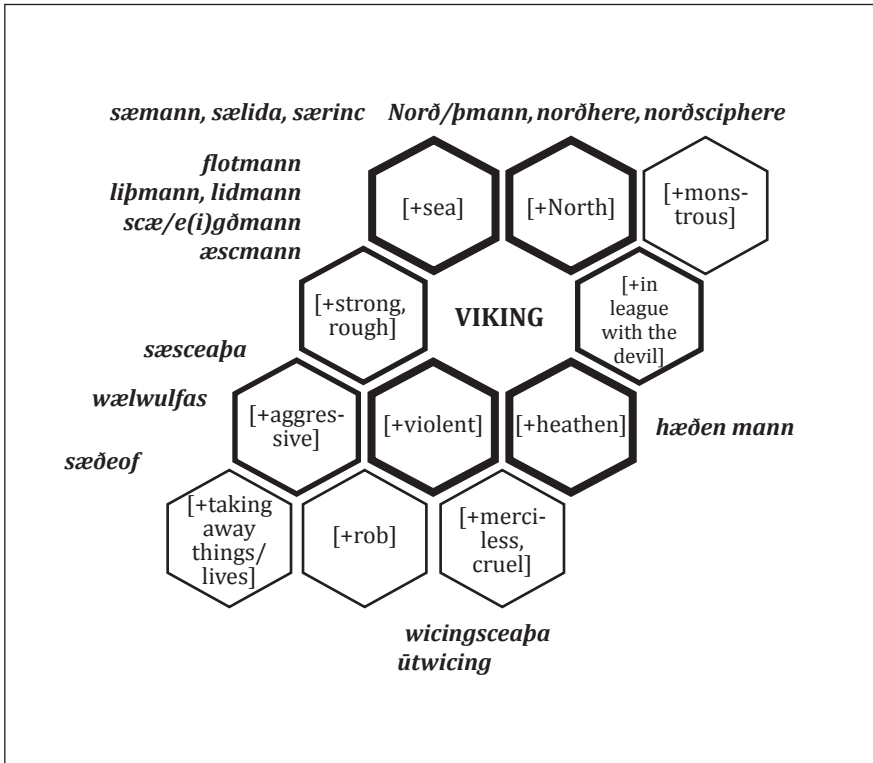 sæmann, sælida, særinc Norð/þmann, norðhere, norðsciphere
flotmann
liþmann, lidmann
scæ/e(i)gðmann
æscmann
[+sea]
[+North]
[+mons-
trous]
[+strong,
rough]
VIKING
[+in
league
with the
devil]
sæsceaþa
wælwulfas
sæðeof
[+aggres-
sive]
[+violent]
[+heathen]
hæðen mann
[+taking
away
things/
lives]
[+rob]
[+merci-
less,
cruel]
wicingsceaþa
ūtwicing